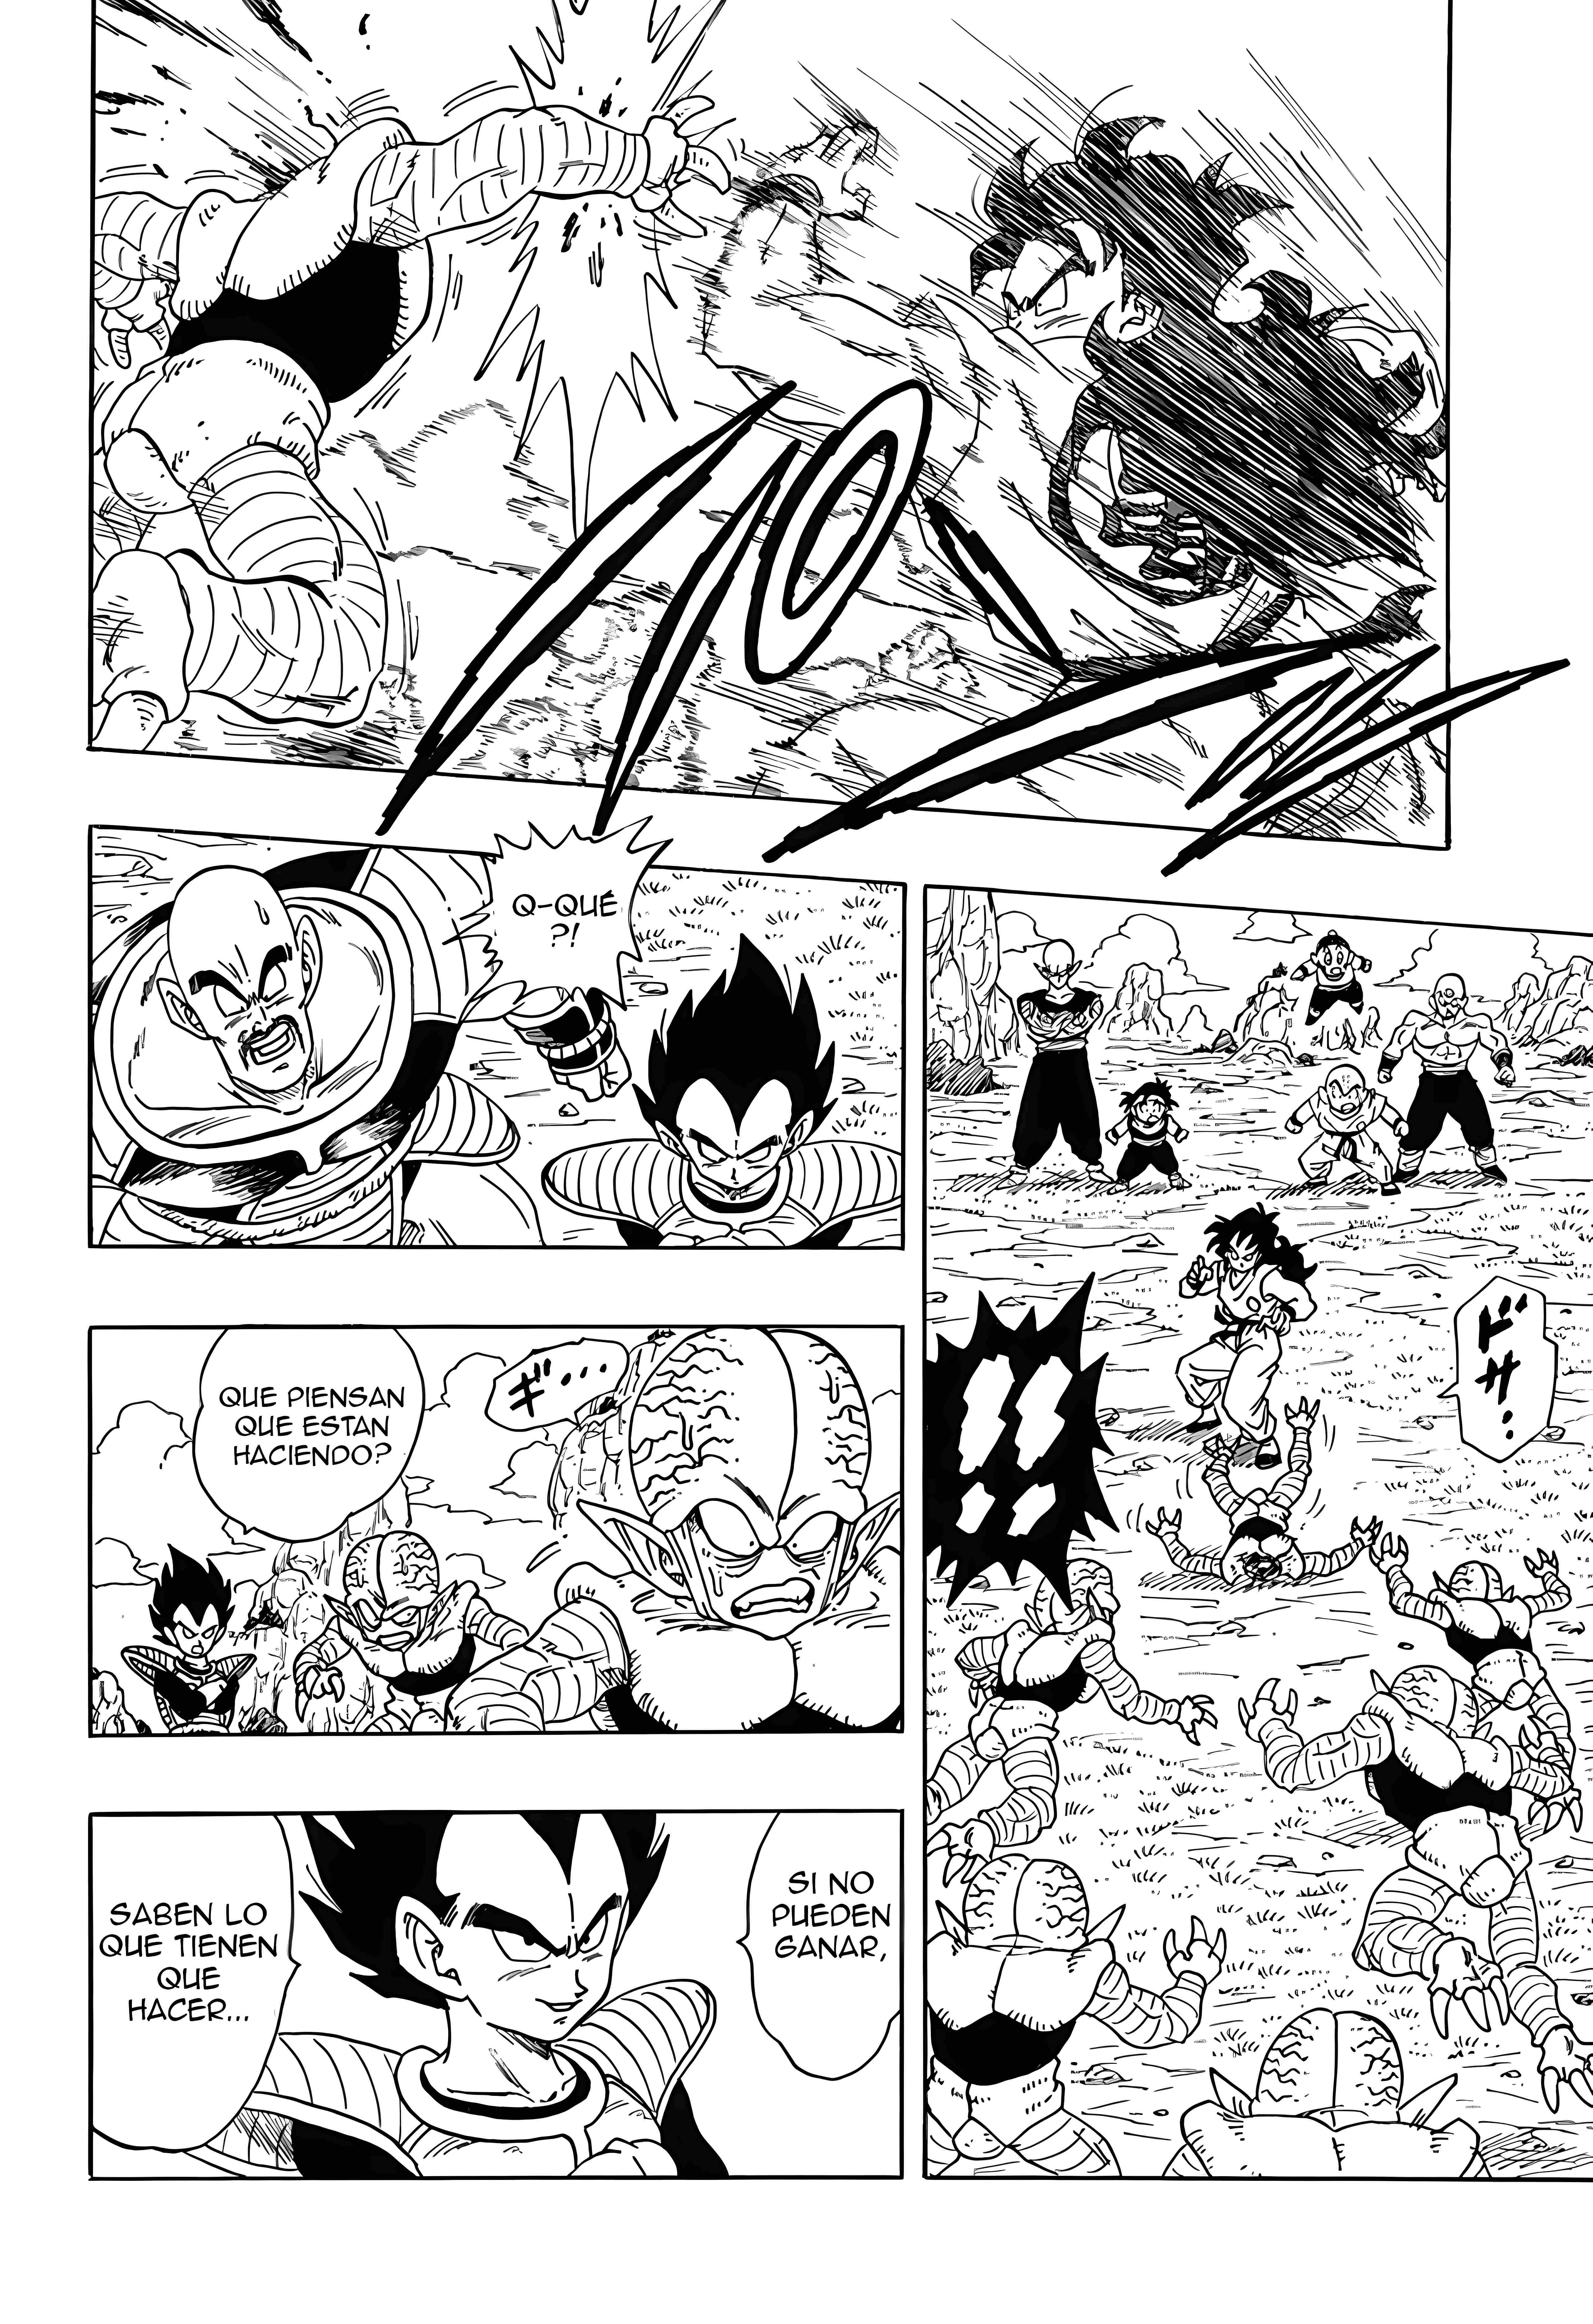 Q-QUÉ
?!
ドサ・
!!
ギ...
QUE PIENSAN
QUE ESTAN
HACIENDO?
SI NO
PUEDEN
GANAR,
SABEN LO
QUE TIENEN
QUE
HACER...